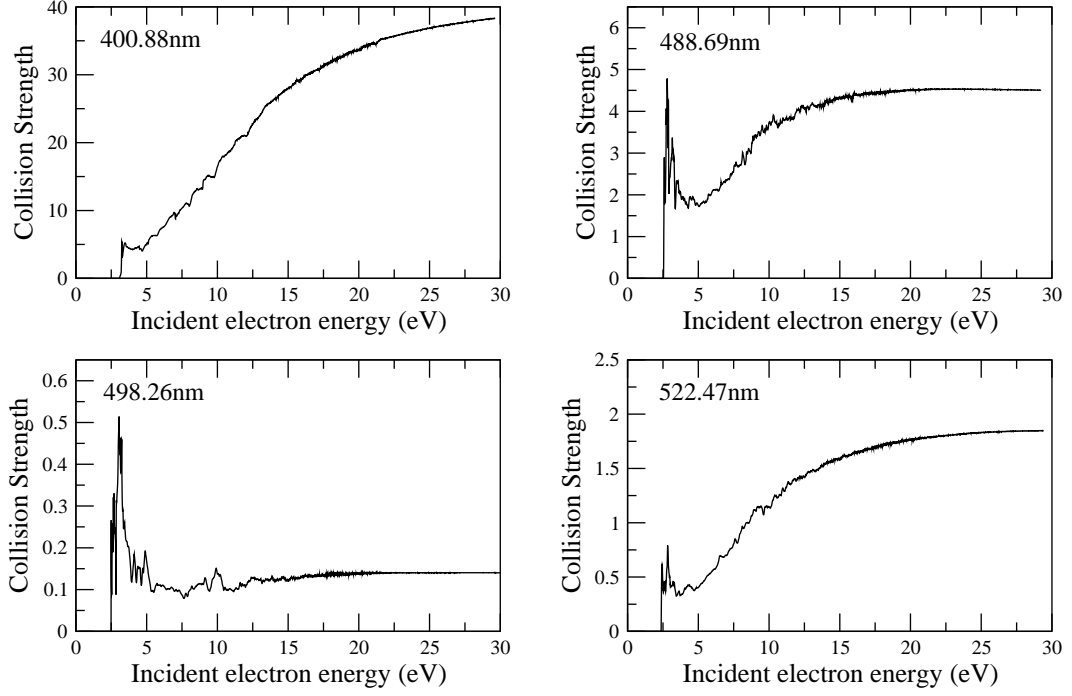 40
30
20
10
0
400.88nm
Collision Strength
0 5 10 15 20 25 30
Incident electron energy (eV)
6
5
4
3
2
1
0
488.69nm
Collision Strength
0 5 10 15 20 25 30
Incident electron energy (eV)
0.6
0.5
0.4
0.3
0.2
0.1
0
498.26nm
Collision Strength
0 5 10 15 20 25 30
Incident electron energy (eV)
2.5
2
1.5
1
0.5
0
522.47nm
Collision Strength
0 5 10 15 20 25 30
Incident electron energy (eV)